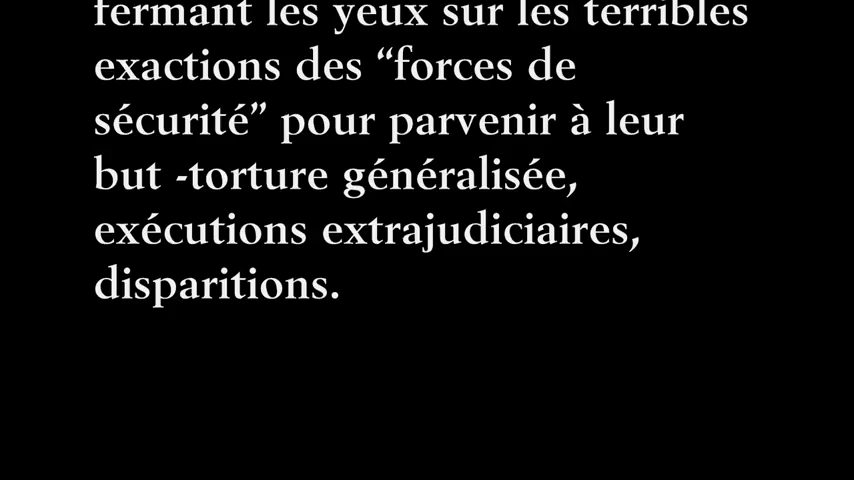 fermant les yeux sur les terribles
exactions des “forces de
sécurité” pour parvenir à leur
but -torture généralisée,
exécutions extrajudiciaires,
disparitions.